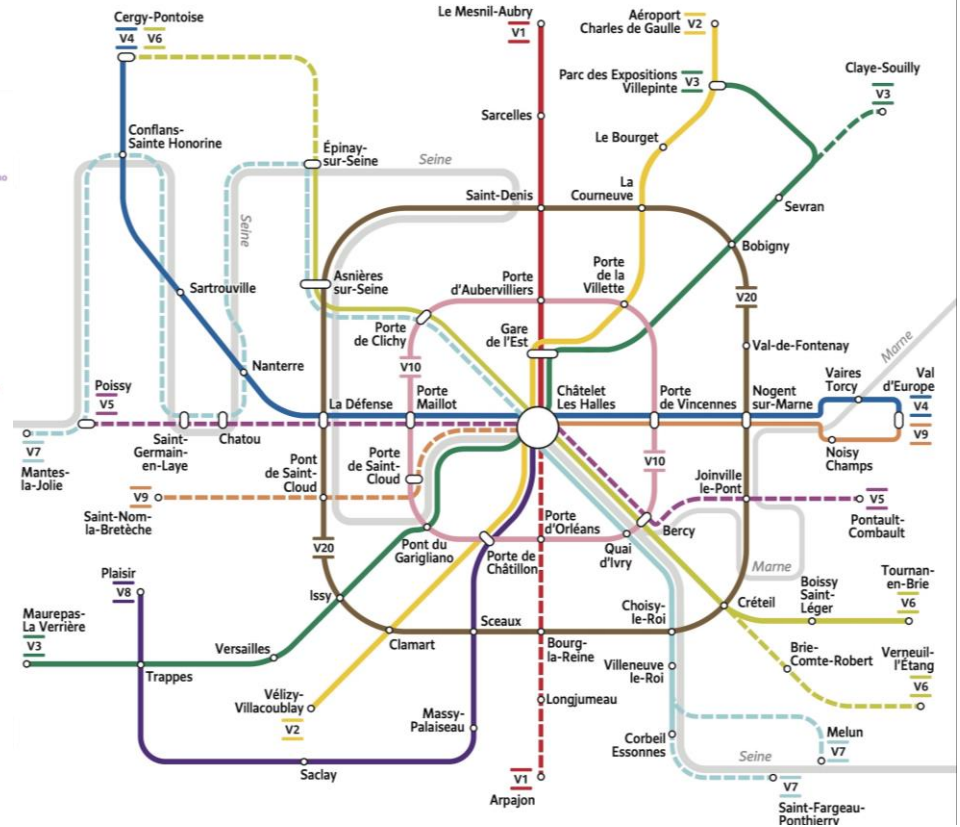 Cergy-Pontoise
V4 V6
Le Mesnil-Aubry
V1
Aéroport
Charles de Gaulle
V2
Parc des Expositions
Villepinte
V3
Claye-Souilly
V3
Sarcelles
Conflans-
Sainte Honorine
Épinay-
sur-Seine
Seine
Le Bourget
La
Courneuve
Saint-Denis
Sevran
Seine
Bobigny
Sartrouville
Asnières
sur-Seine
Porte
d'Aubervilliers
Porte
de la
Villette
V20
Porte
de Clichy
Gare
de l'Est
Val-de-Fontenay
Marne
Nanterre
V10
Poissy
V5
La Défense
Porte
Maillot
Châtelet
Les Halles
Porte
de Vincennes
Nogent
sur-Marne
Vaires
Torcy
Val
d'Europe
V4
V9
V7
Mantes-
la-Jolie
Saint-
Germain-
en-Laye
Chatou
Noisy
Champs
Pont
de Saint-
Cloud
Porte
de Saint-
Cloud
V10
Joinville
le-Pont
V9
Saint-Nom-
la-Bretèche
V5
Pontault-
Combault
Porte
d'Orléans
Bercy
V20
Pont du
Garigliano
Porte de
Châtillon
Quai
d'Ivry
Marne
Plaisir
V8
Issy
Choisy-
le-Roi
Créteil
Boissy
Saint-
Léger
Tournan-
en-Brie
V6
Maurepas-
La Verrière
V3
Versailles
Clamart
Sceaux
Bourg-
la-Reine
Brie-
Comte-Robert
Verneuil-
l'Étang
V6
Trappes
Villeneuve
le-Roi
Vélizy-
Villacoublay
V2
Longjumeau
Massy-
Palaiseau
Corbeil
Essonnes
Melun
V7
Saclay
Seine
V1
Arpajon
V7
Saint-Fargeau-
Ponthierry